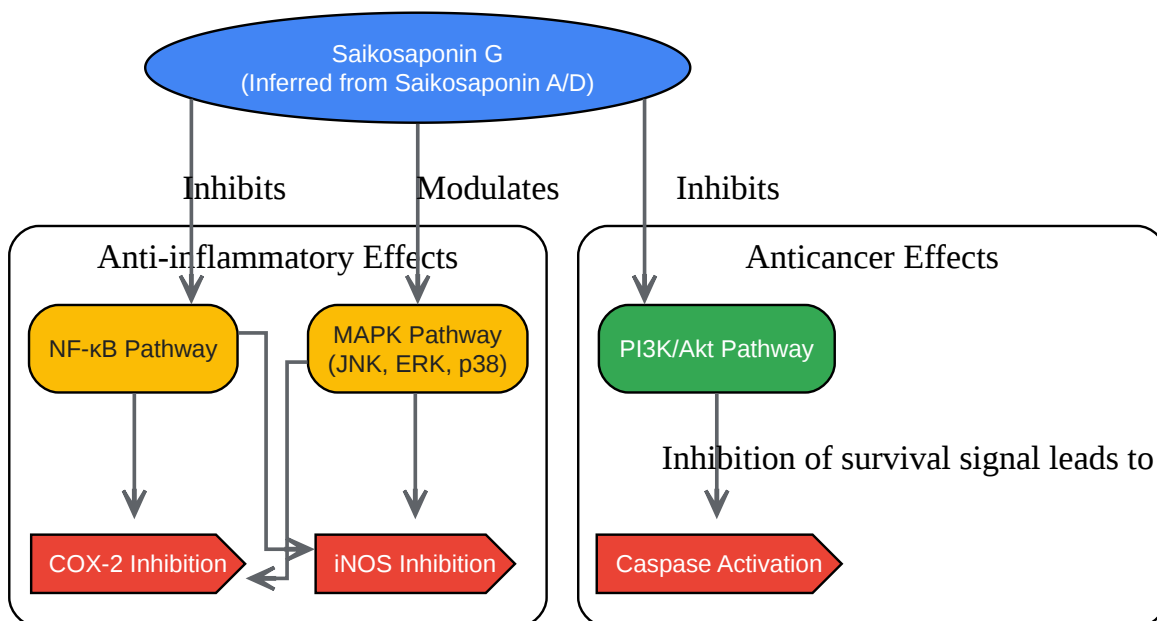 Saikosaponin G
(Inferred from Saikosaponin A/D)
Inhibits
Modulates
Inhibits
Anti-inflammatory Effects
Anticancer Effects
NF-κB Pathway
MAPK Pathway
(JNK, ERK, p38)
PI3K/Akt Pathway
Inhibition of survival signal leads to
COX-2 Inhibition
iNOS Inhibition
Caspase Activation